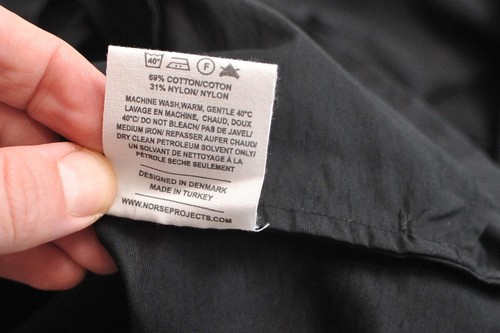 40°
F
69% COTTON/COTON
31% NYLON/ NYLON
MACHINE WASH,WARM, GENTLE 40°C
LAVAGE EN MACHINE, CHAUD, DOUX
40°C/ DO NOT BLEACH/ PAS DE JAVEL/
MEDIUM IRON/ REPASSER AUFER CHAUD/
DRY CLEAN PETROLEUM SOLVENT ONLY/
UN SOLVANT DE NETTOYAGE À LA
PÉTROLE SECHE SEULEMENT
DESIGNED IN DENMARK
MADE IN TURKEY
WWW.NORSEPROJECTS.COM